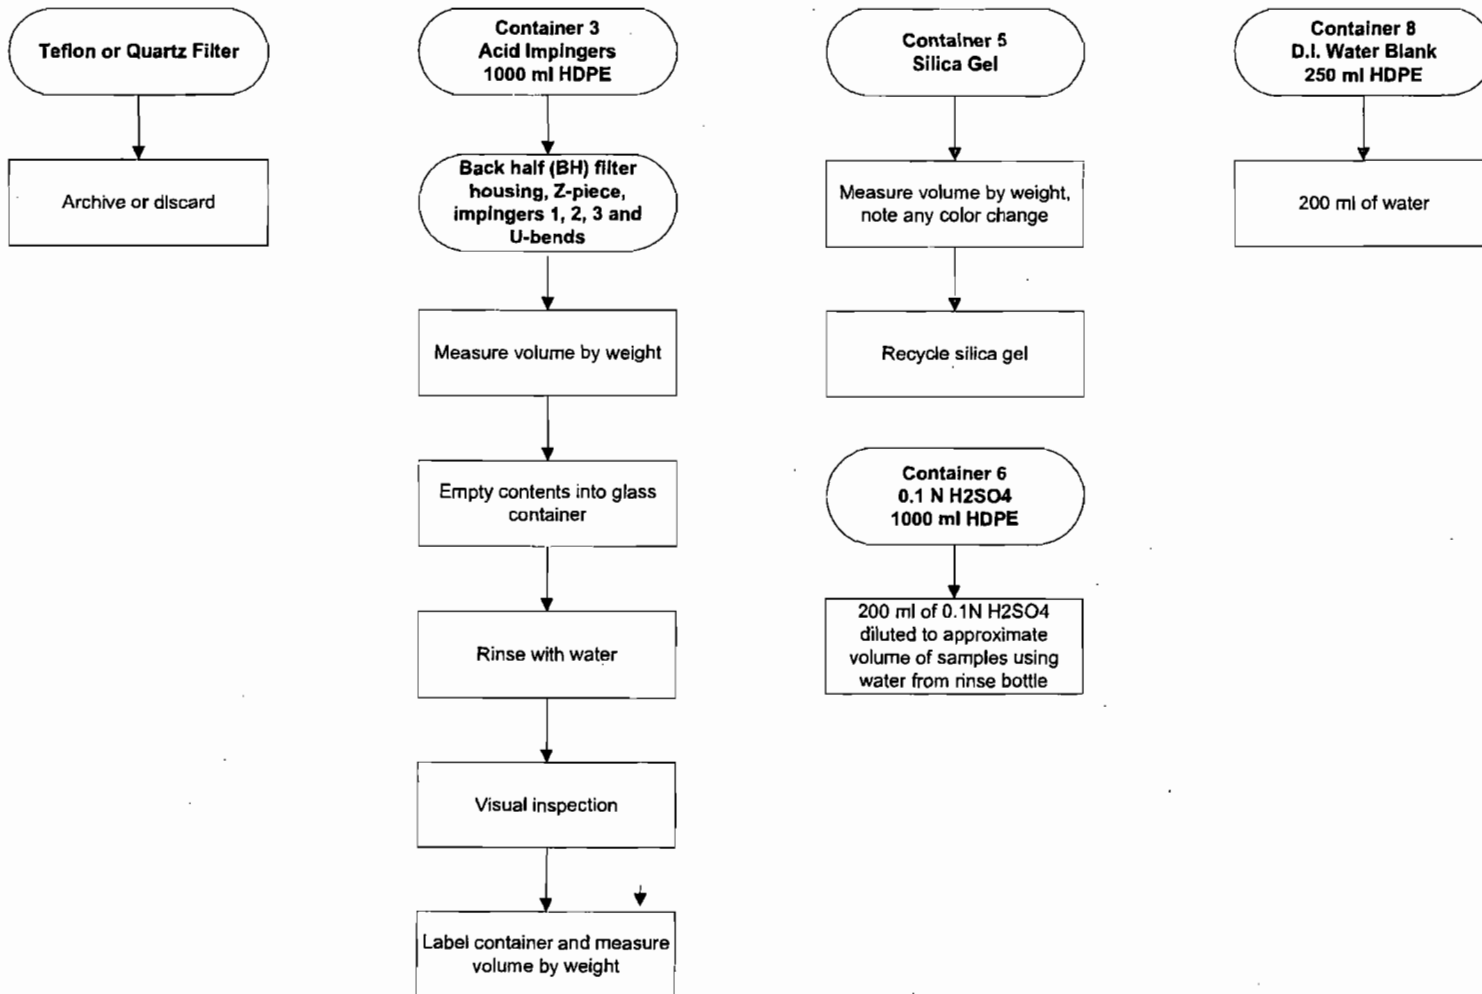 Teflon or Quartz Filter
Archive or discard
Container 3
Acid Impingers
1000 ml HDPE
Back half (BH) filter
housing, Z-piece,
impingers 1, 2, 3 and
U-bends
Measure volume by weight
Empty contents into glass
container
Rinse with water
Visual inspection
Label container and measure
volume by weight
Container 5
Silica Gel
Measure volume by weight,
note any color change
Recycle silica gel
Container 6
0.1 N H2SO4
1000 ml HDPE
200 ml of 0.1N H2SO4
diluted to approximate
volume of samples using
water from rinse bottle
Container 8
D.I. Water Blank
250 ml HDPE
200 ml of water